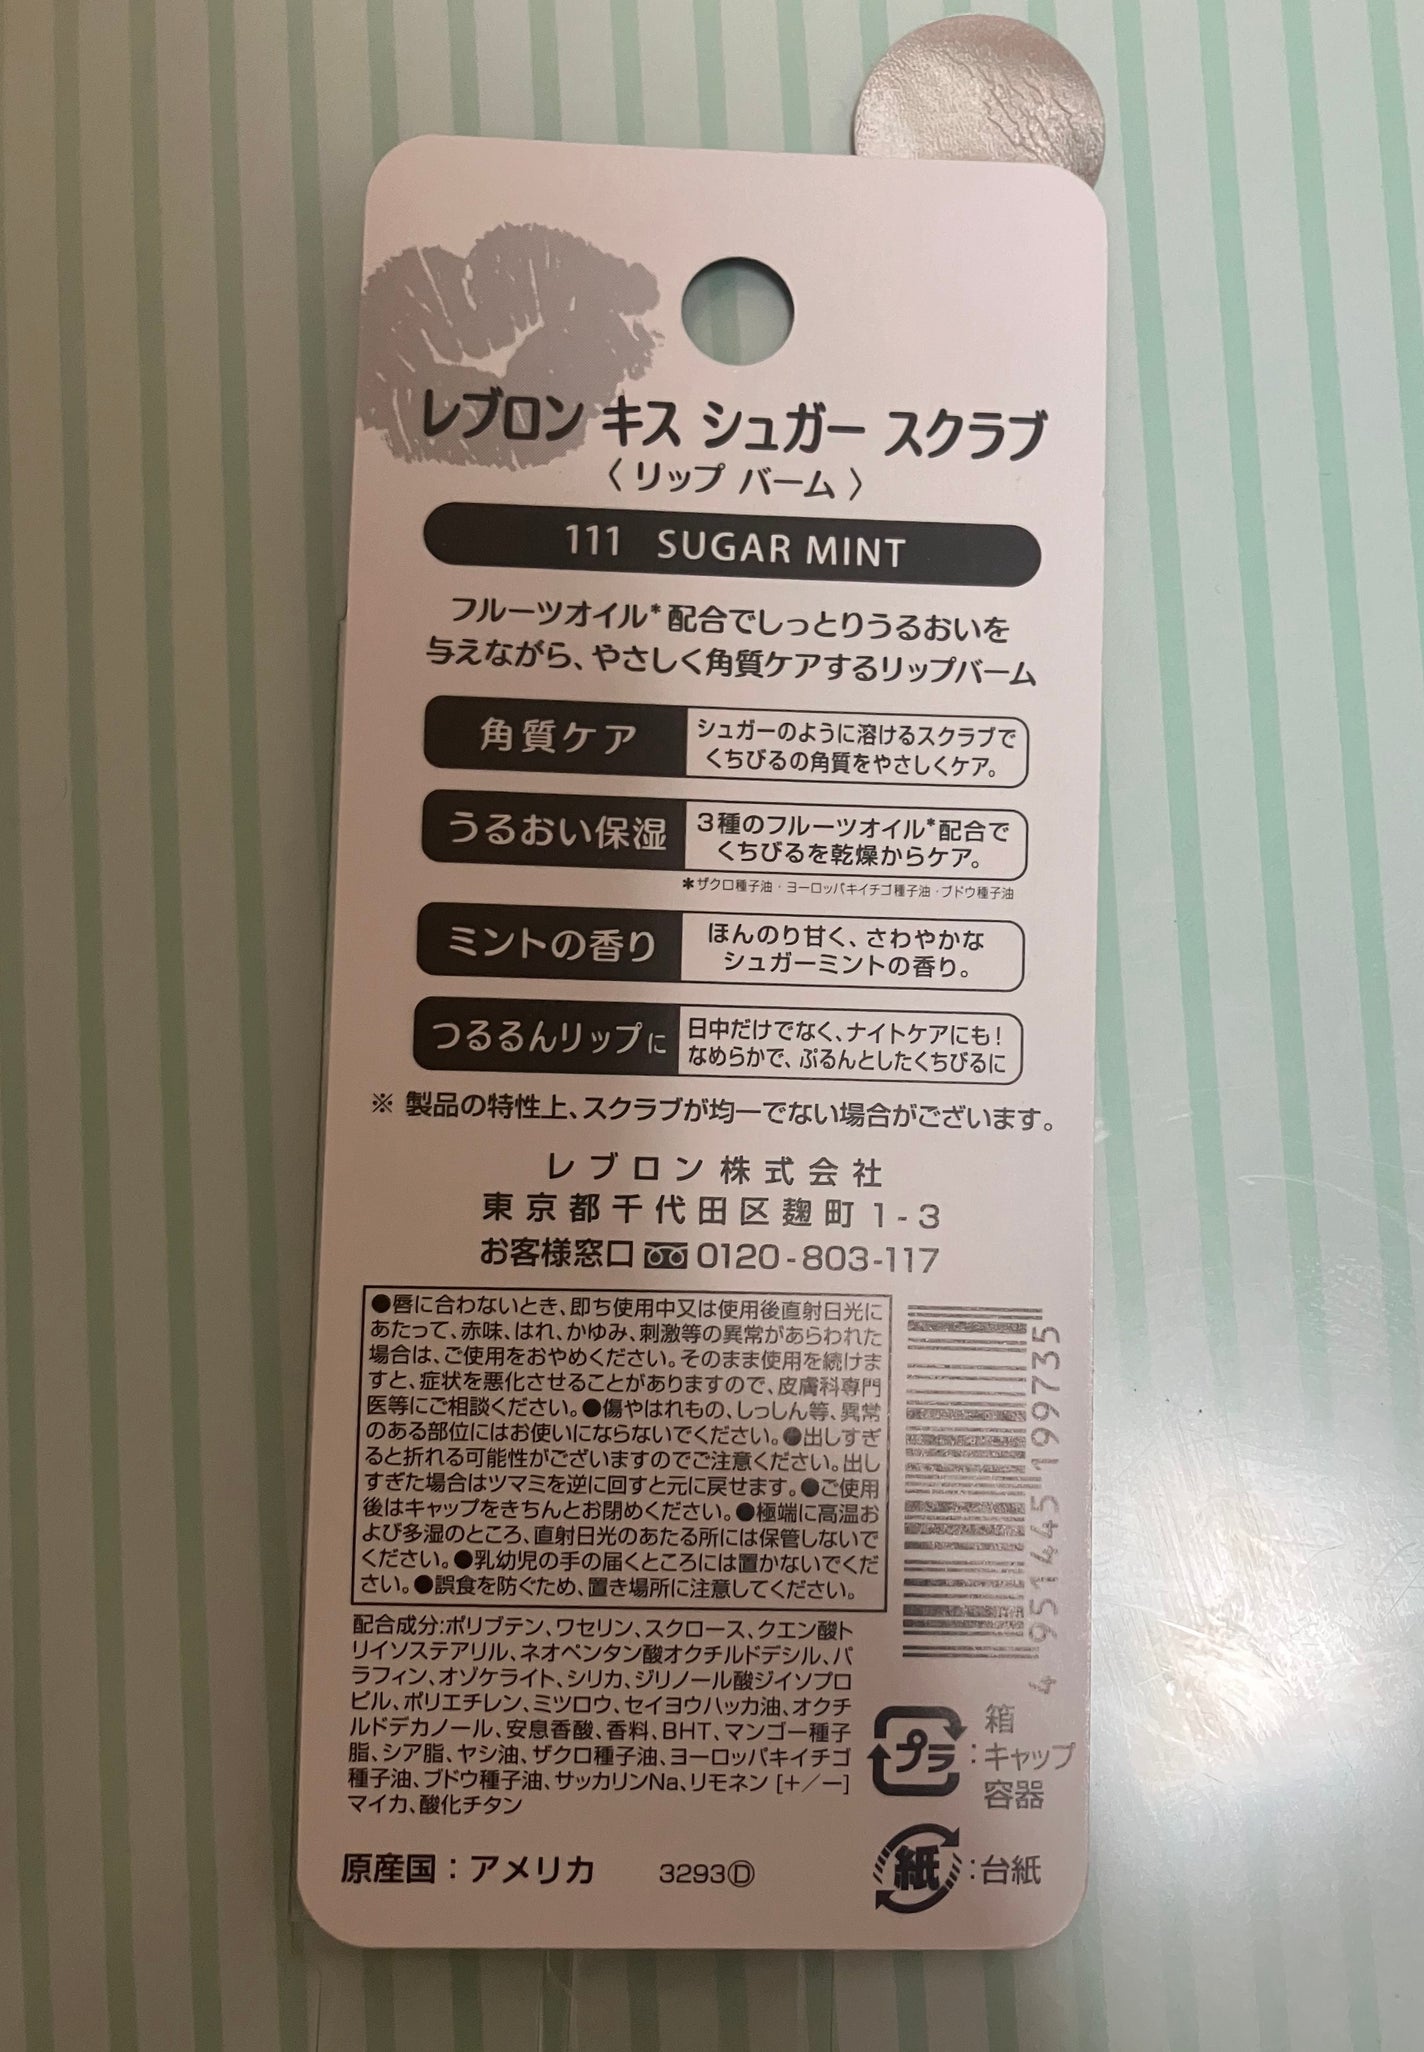 レブロン キス シュガー スクラブ
〈 リップ バーム 〉
111 SUGAR MINT
フルーツオイル*配合でしっとりうるおいを
与えながら、やさしく角質ケアするリップバーム
角質ケア
シュガーのように溶けるスクラブで
くちびるの角質をやさしくケア。
うるおい保湿
3種のフルーツオイル*配合で
くちびるを乾燥からケア。
*ザクロ種子油・ヨーロッパキイチゴ種子油・ブドウ種子油
ミントの香り
ほんのり甘く、さわやかな
シュガーミントの香り。
つるるんリップに
日中だけでなく、ナイトケアにも!
なめらかで、ぷるんとしたくちびるに
※ 製品の特性上、スクラブが均一でない場合がございます。
レブロン株式会社
東京都千代田区麹町1-3
お客様窓口 0120-803-117
●唇に合わないとき、即ち使用中又は使用後直射日光に
あたって、赤味、はれ、かゆみ、刺激等の異常があらわれた
場合は、ご使用をおやめください。そのまま使用を続けま
すと、症状を悪化させることがありますので、皮膚科専門
医等にご相談ください。●傷やはれもの、しっしん等、異常
のある部位にはお使いにならないでください。●出しすぎ
ると折れる可能性がございますのでご注意ください。出し
すぎた場合はツマミを逆に回すと元に戻せます。●ご使用
後はキャップをきちんとお閉めください。●極端に高温お
よび多湿のところ、直射日光のあたる所には保管しないで
ください。●乳幼児の手の届くところには置かないでくだ
さい。●誤食を防ぐため、置き場所に注意してください。
4 951445 199735
配合成分:ポリブテン、ワセリン、スクロース、クエン酸ト
リイソステアリル、ネオペンタン酸オクチルドデシル、パ
ラフィン、オゾケライト、シリカ、ジリノール酸ジイソプロ
ピル、ポリエチレン、ミツロウ、セイヨウハッカ油、オクチ
ルドデカノール、安息香酸、香料、BHT、マンゴー種子
脂、シア脂、ヤシ油、ザクロ種子油、ヨーロッパキイチゴ
種子油、ブドウ種子油、サッカリンNa、リモネン [+/−]
マイカ、酸化チタン
プラ
箱
:キャップ
容器
原産国：アメリカ 3293Ⓓ
紙:台紙